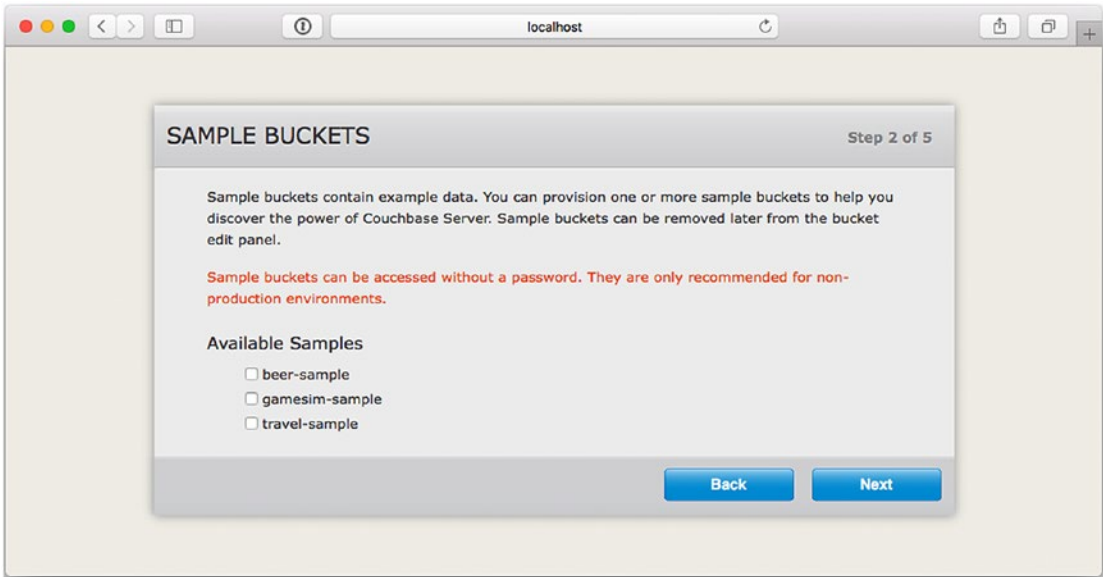 localhost
SAMPLE BUCKETS
Step 2 of 5
Sample buckets contain example data. You can provision one or more sample buckets to help you
discover the power of Couchbase Server. Sample buckets can be removed later from the bucket
edit panel.
Sample buckets can be accessed without a password. They are only recommended for non-
production environments.
Available Samples
beer-sample
gamesim-sample
travel-sample
Back
Next